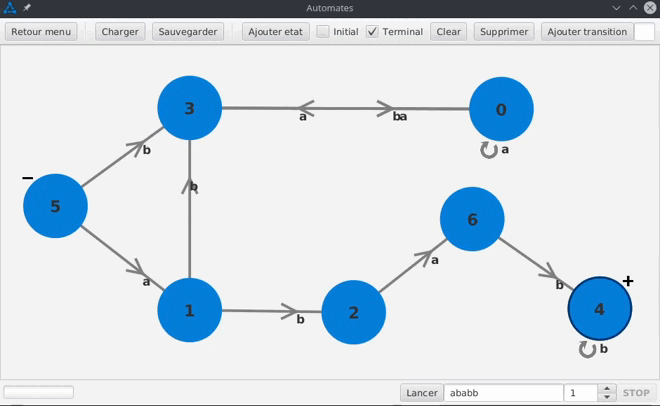 Automates
Retour menu Charger Sauvegarder Ajouter etat Initial Terminal Clear Supprimer Ajouter transition
3 a ba 0
b a
– b
5 6
a a
1 b 2 b 4 +
b
Lancer ababb 1 STOP